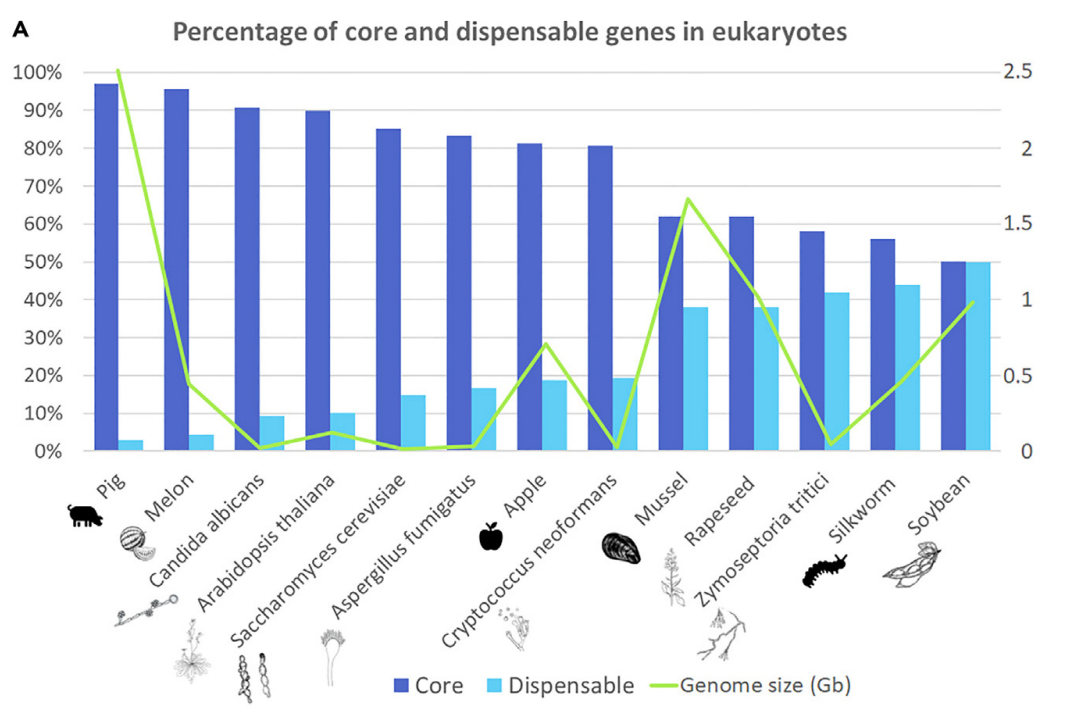 A
Percentage of core and dispensable genes in eukaryotes
100%
90%
80%
70%
60%
50%
40%
30%
20%
10%
0%
2.5
2
1.5
1
0.5
0
Pig
Melon
Candida albicans
Arabidopsis thaliana
Saccharomyces cerevisiae
Aspergillus fumigatus
Apple
Cryptococcus neoformans
Mussel
Rapeseed
Zymoseptoria tritici
Silkworm
Soybean
Core
Dispensable
Genome size (Gb)